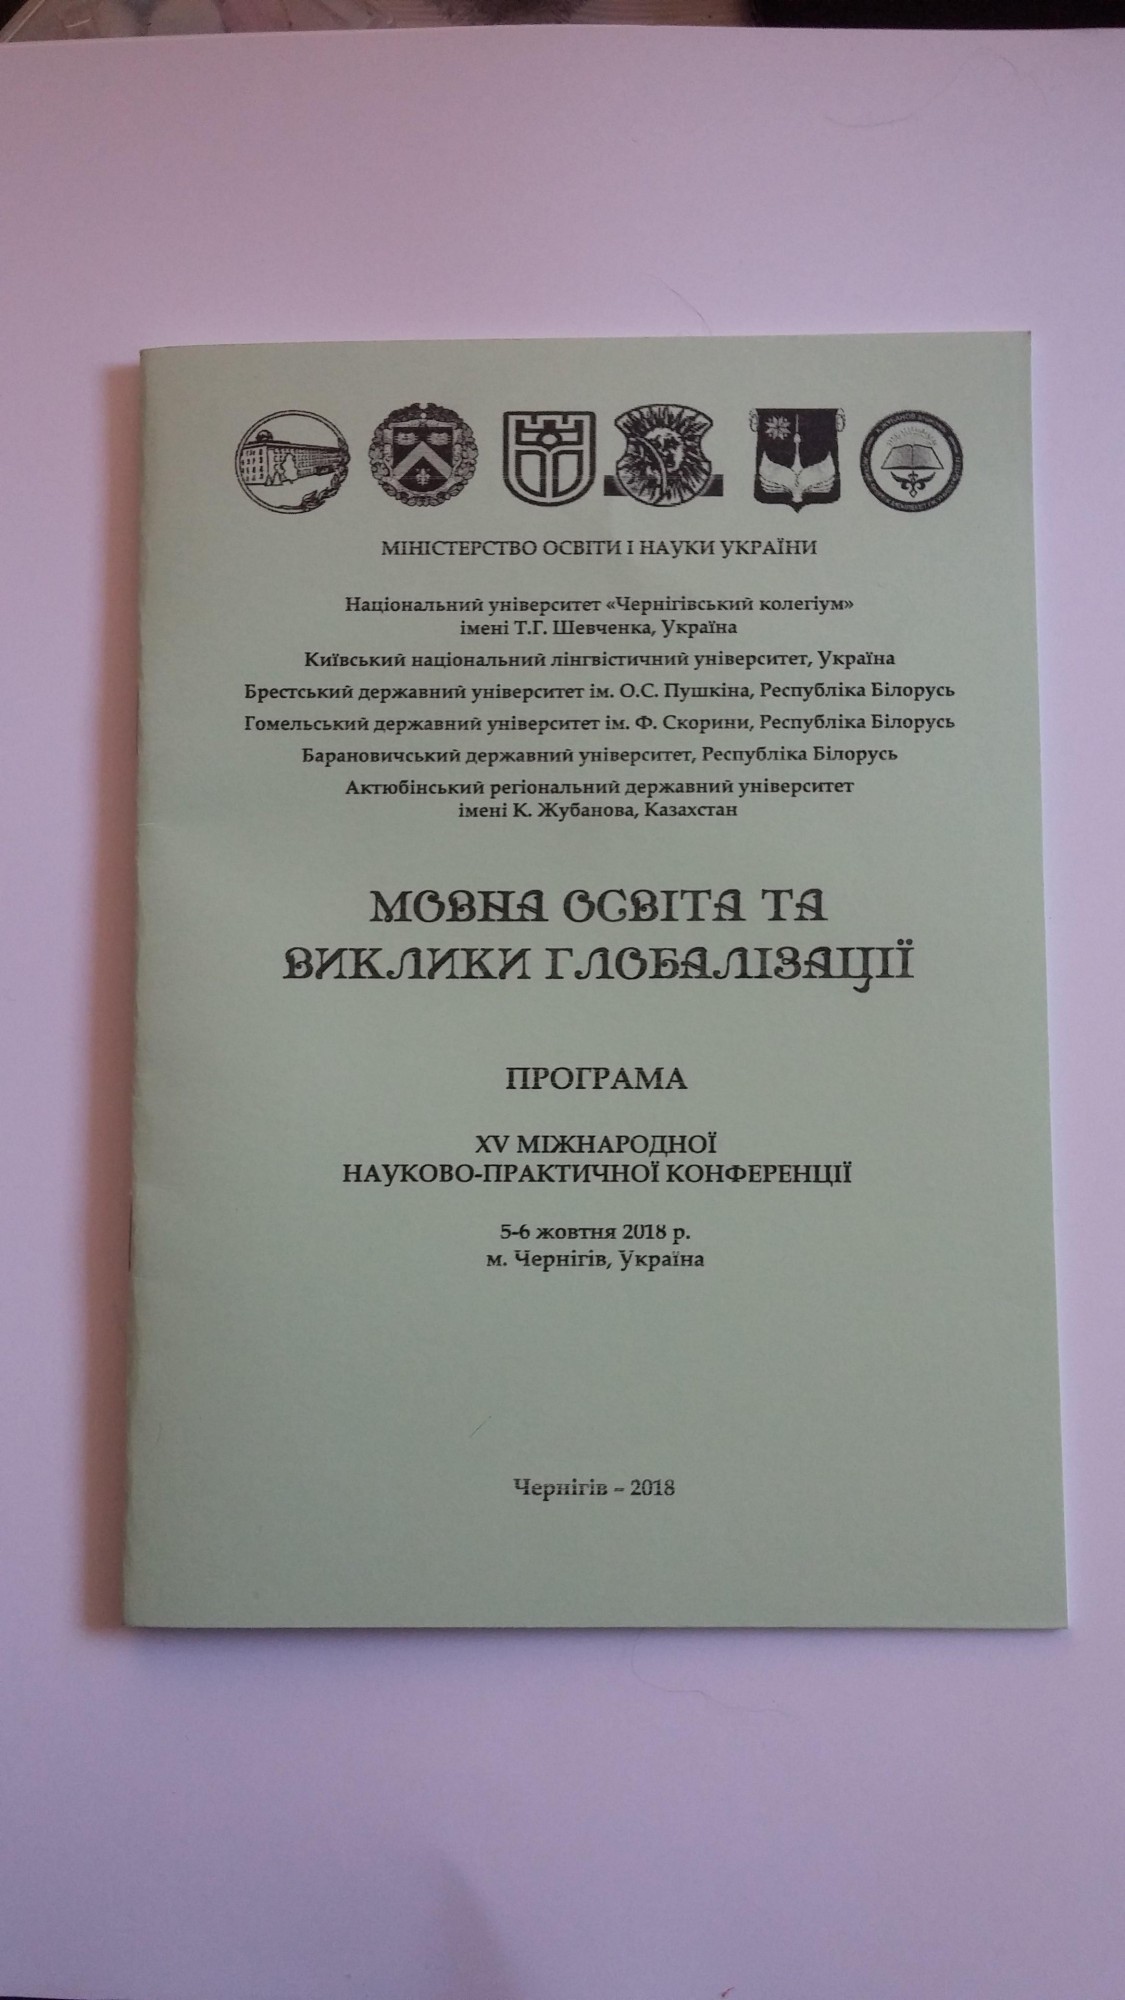 МІНІСТЕРСТВО ОСВІТИ І НАУКИ УКРАЇНИ
Національний університет «Чернігівський колегіум»
імені Т.Г. Шевченка, Україна
Київський національний лінгвістичний університет, Україна
Брестський державний університет ім. О.С. Пушкіна, Республіка Білорусь
Гомельський державний університет ім. Ф. Скорини, Республіка Білорусь
Барановичський державний університет, Республіка Білорусь
Актюбінський регіональний державний університет
імені К. Жубанова, Казахстан
МОВНА ОСВІТА ТА
ВИКЛИКИ ГЛОБАЛІЗАЦІЇ
ПРОГРАМА
XV МІЖНАРОДНОЇ
НАУКОВО-ПРАКТИЧНОЇ КОНФЕРЕНЦІЇ
5-6 жовтня 2018 р.
м. Чернігів, Україна
Чернігів – 2018